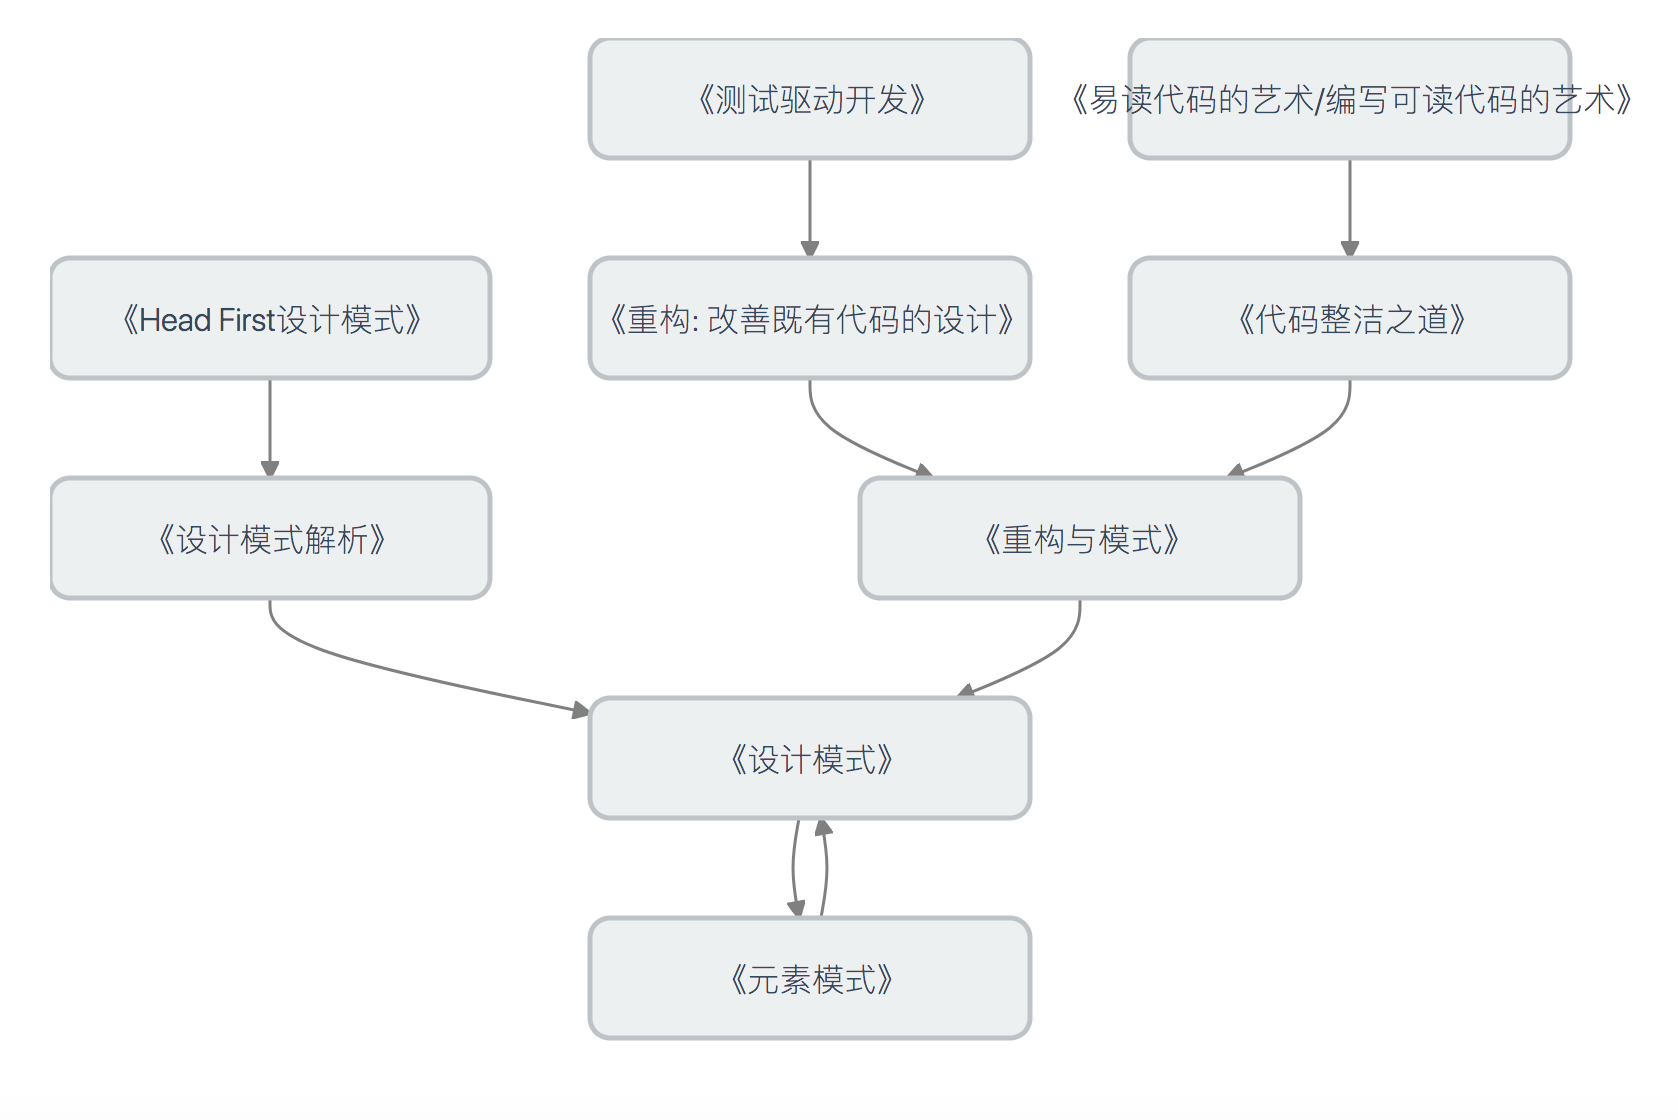 《测试驱动开发》
《易读代码的艺术/编写可读代码的艺术》
《Head First设计模式》
《重构: 改善既有代码的设计》
《代码整洁之道》
《设计模式解析》
《重构与模式》
《设计模式》
《元素模式》